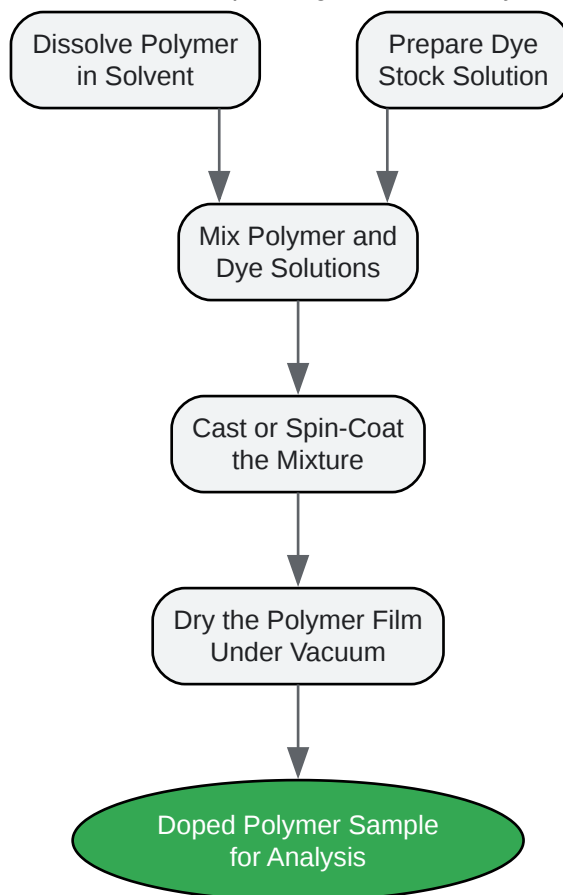 Dissolve Polymer
in Solvent
Prepare Dye
Stock Solution
Mix Polymer and
Dye Solutions
Cast or Spin-Coat
the Mixture
Dry the Polymer Film
Under Vacuum
Doped Polymer Sample
for Analysis